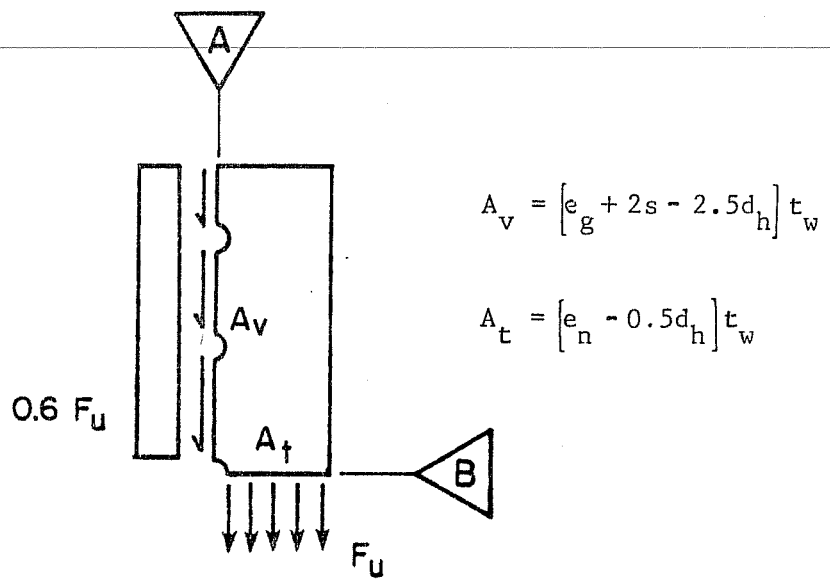 A
A_v = [e_g + 2s - 2.5d_h] t_w
A_v
A_t = [e_n - 0.5d_h] t_w
0.6 F_u
A_t
B
F_u